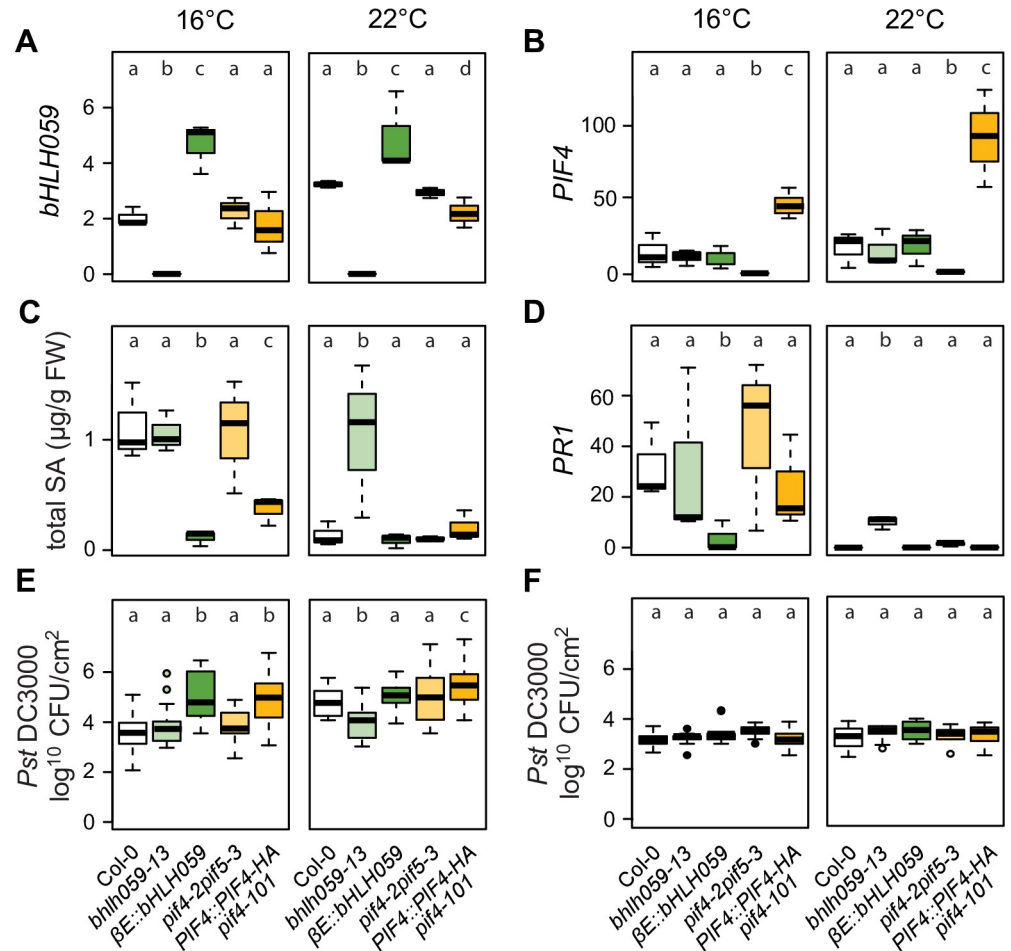 16°C 22°C 16°C 22°C
A B
bHLH059
6
4
2
0
a b c a a
a b c a d
PIF4
100
50
0
a a a b c
a a a b c
C D
total SA (µg/g FW)
1
0
a a b a c
a b a a a
PR1
60
40
20
0
a a b a a
a b a a a
E F
Pst DC3000
log¹⁰ CFU/cm²
6
4
2
0
a a b a b
a b a a c
Pst DC3000
log¹⁰ CFU/cm²
6
4
2
0
a a a a a
a a a a a
Col-0
bhlh059-13
βE::bHLH059
pif4-2pif5-3
PIF4::PIF4-HA
pif4-101
Col-0
bhlh059-13
βE::bHLH059
pif4-2pif5-3
PIF4::PIF4-HA
pif4-101
Col-0
bhlh059-13
βE::bHLH059
pif4-2pif5-3
PIF4::PIF4-HA
pif4-101
Col-0
bhlh059-13
βE::bHLH059
pif4-2pif5-3
PIF4::PIF4-HA
pif4-101